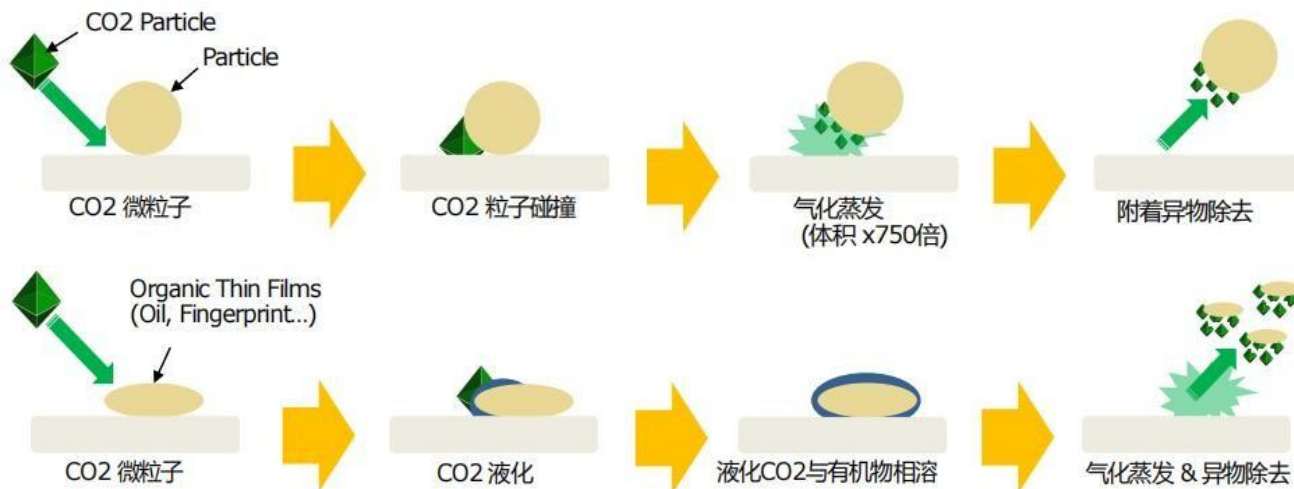 CO2 Particle
Particle
CO2 微粒子
CO2 粒子碰撞
气化蒸发
(体积 x750倍)
附着异物除去
Organic Thin Films
(Oil, Fingerprint...)
CO2 微粒子
CO2 液化
液化CO2与有机物相溶
气化蒸发 & 异物除去